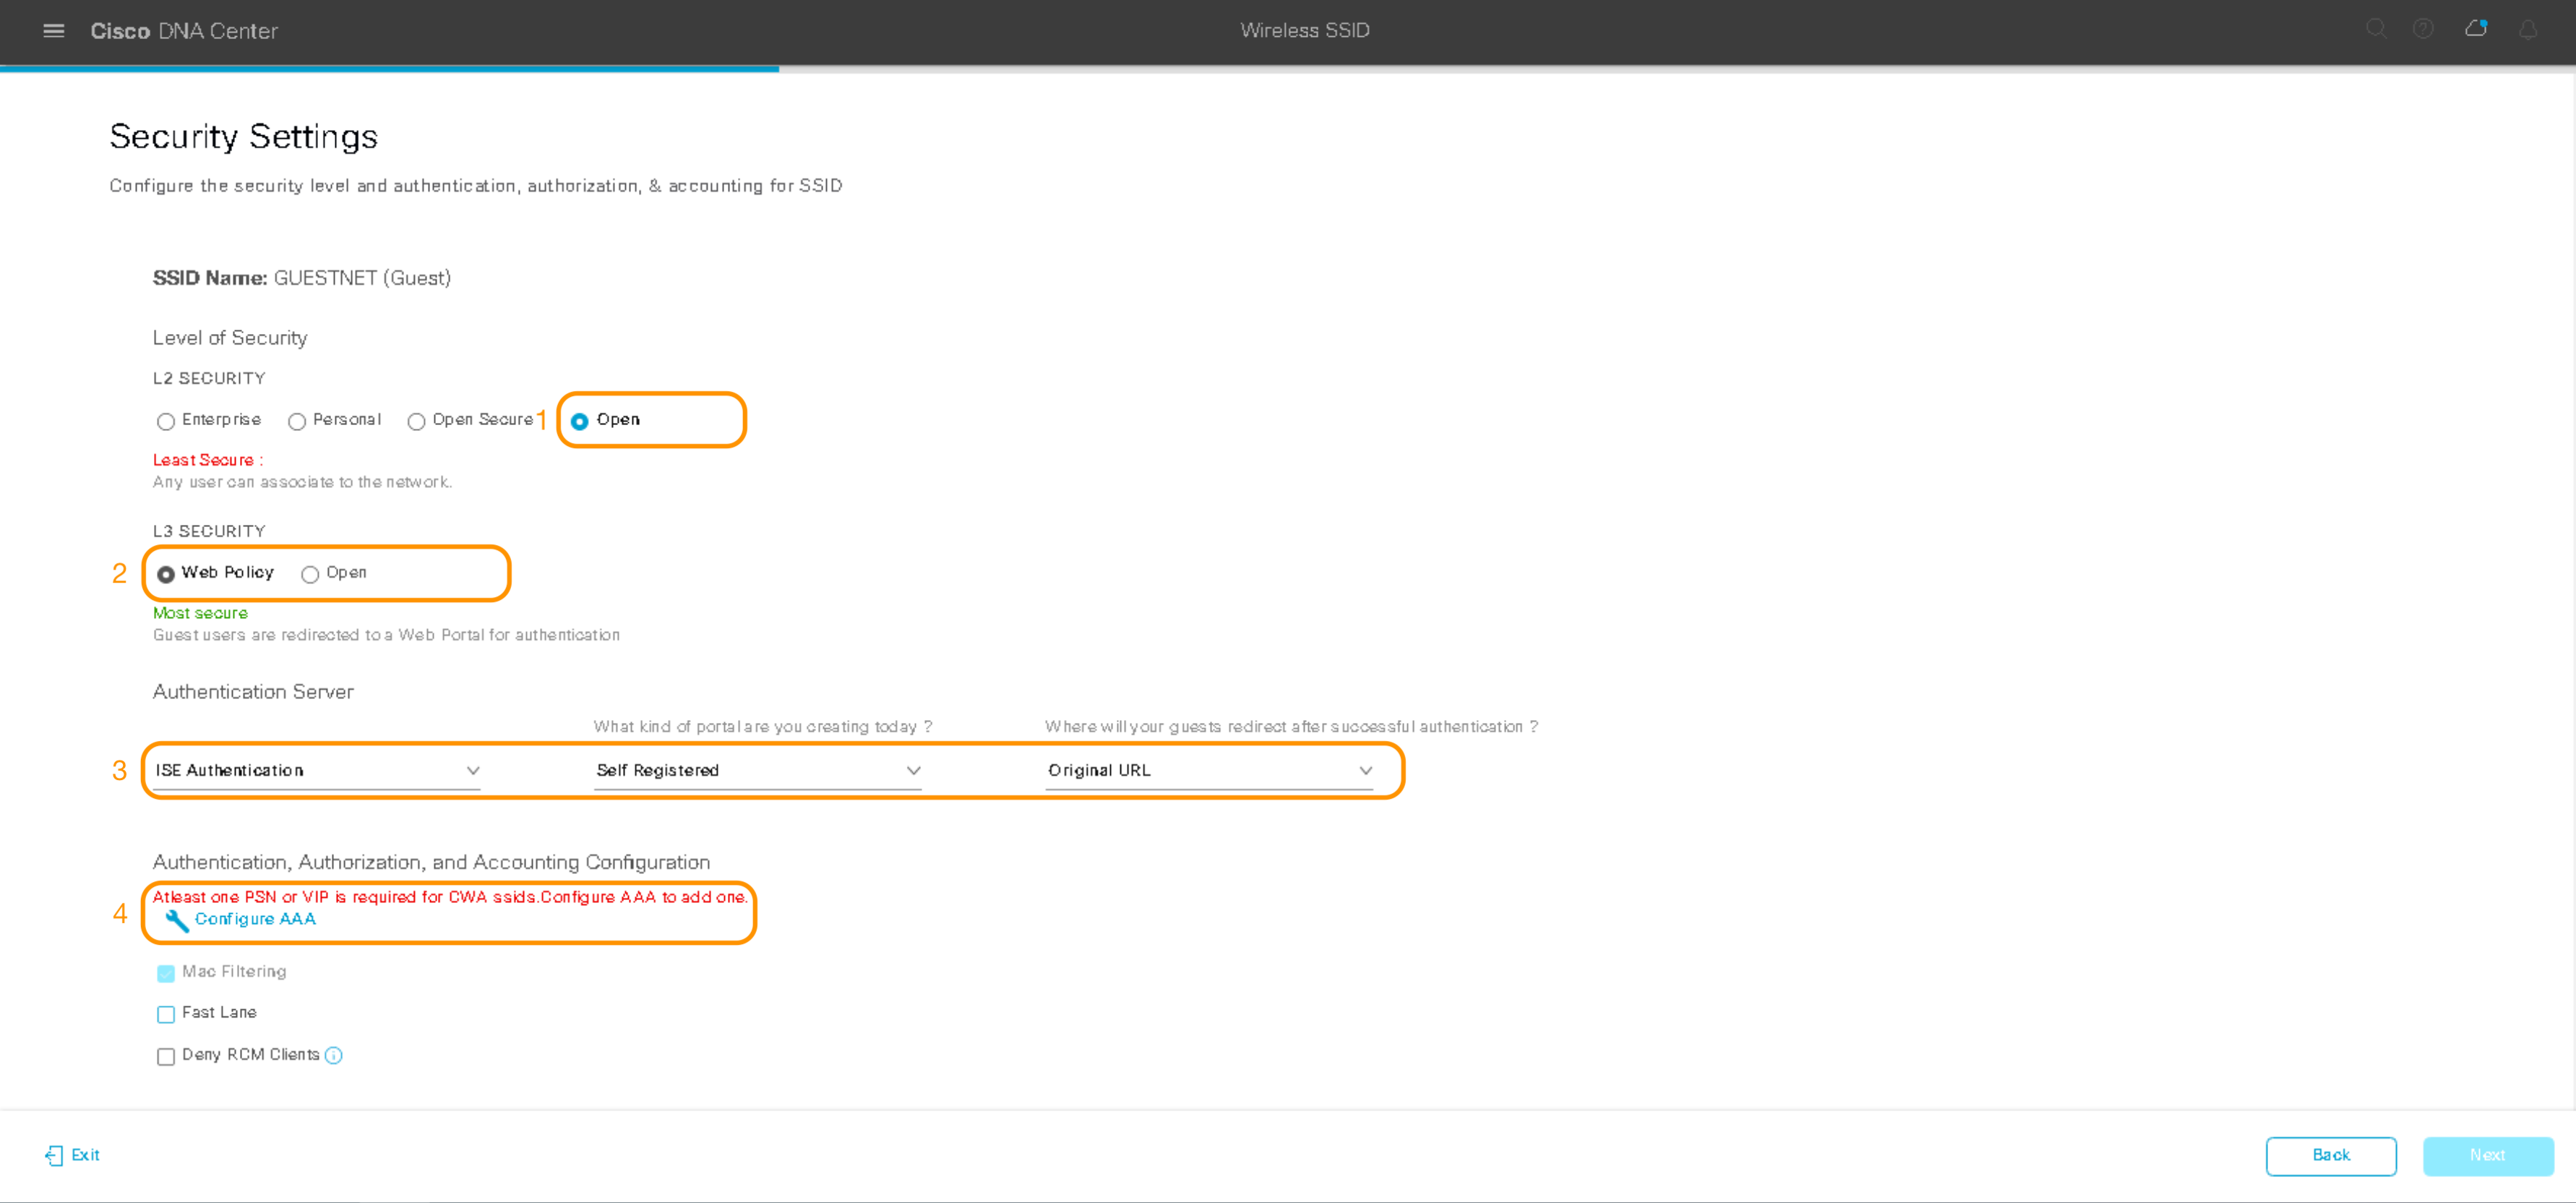 Cisco DNA Center
Wireless SSID
Security Settings
Configure the security level and authentication, authorization, & accounting for SSID
SSID Name: GUESTNET (Guest)
Level of Security
L2 SECURITY
Enterprise Personal Open Secure 1 Open
Least Secure :
Any user can associate to the network.
L3 SECURITY
2 Web Policy Open
Most secure
Guest users are redirected to a Web Portal for authentication
Authentication Server
What kind of portal are you creating today ? Where will your guests redirect after successful authentication ?
3 ISE Authentication Self Registered Original URL
Authentication, Authorization, and Accounting Configuration
Atleast one PSN or VIP is required for CWA ssids.Configure AAA to add one.
4 Configure AAA
Mac Filtering
Fast Lane
Deny RCM Clients
Exit Back Next